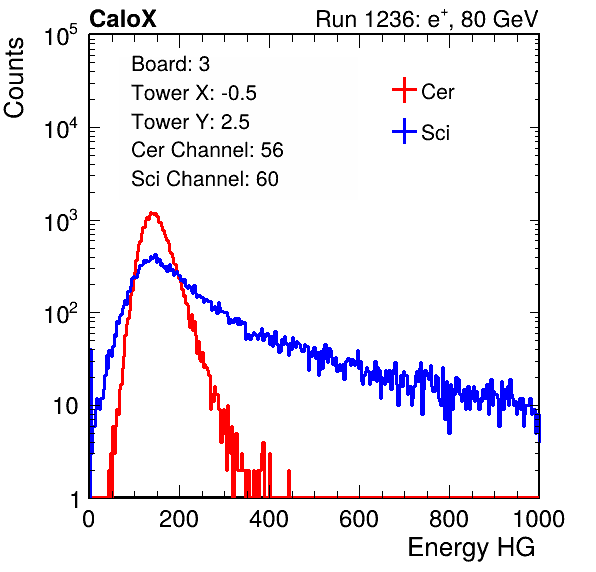 CaloX Run 1236: e⁺, 80 GeV
Counts
Board: 3
Tower X: -0.5
Tower Y: 2.5
Cer Channel: 56
Sci Channel: 60
Cer
Sci
10⁵
10⁴
10³
10²
10
1
0 200 400 600 800 1000
Energy HG